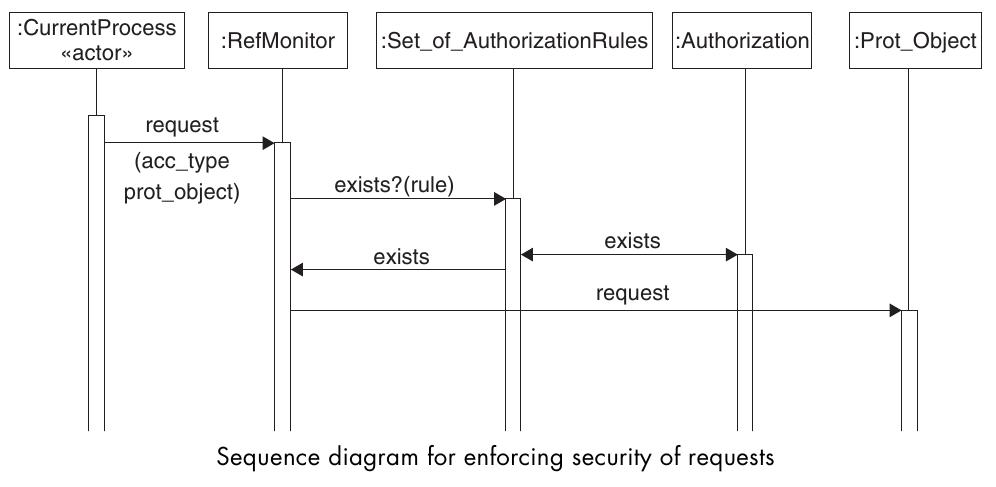 :CurrentProcess
«actor»
:RefMonitor
:Set_of_AuthorizationRules
:Authorization
:Prot_Object
request
(acc_type
prot_object)
exists?(rule)
exists
exists
request
Sequence diagram for enforcing security of requests